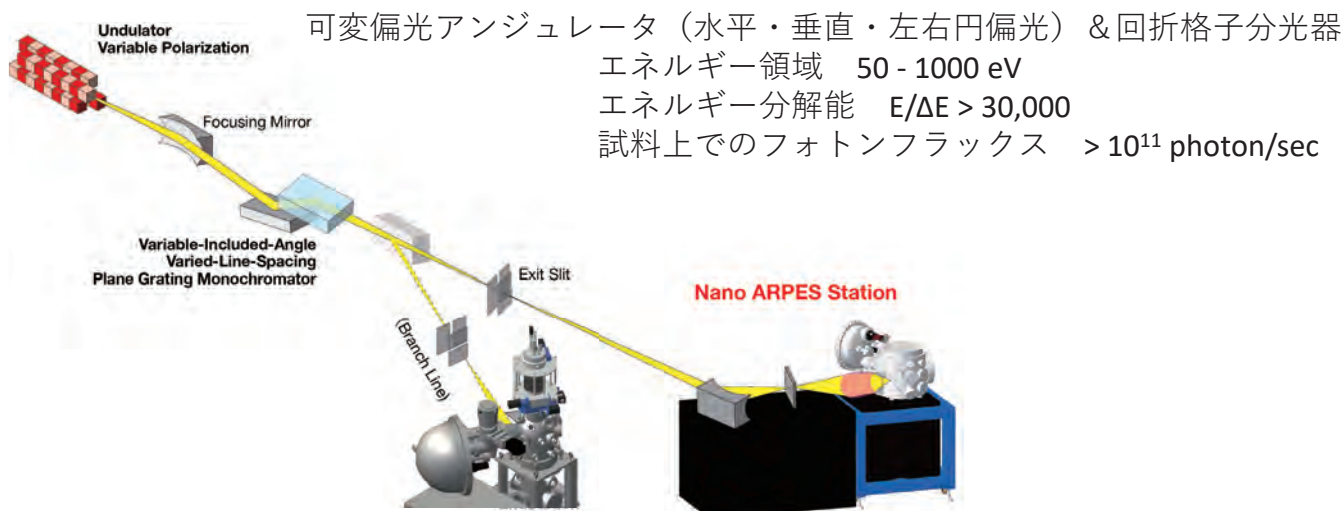 Undulator
Variable Polarization
可変偏光アンジュレータ（水平・垂直・左右円偏光）＆回折格子分光器
エネルギー領域 50 - 1000 eV
エネルギー分解能 E/ΔE > 30,000
試料上でのフォトンフラックス > 10¹¹ photon/sec
Focusing Mirror
Variable-Included-Angle
Varied-Line-Spacing
Plane Grating Monochromator
Exit Slit
(Branch Line)
Nano ARPES Station